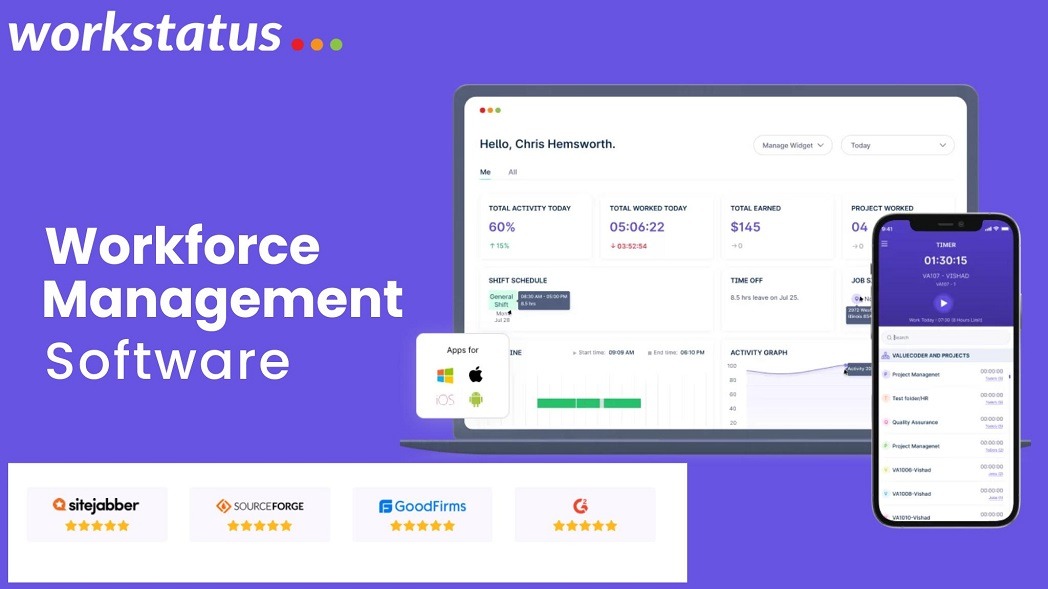 workstatus
Workforce
Management
Software
Hello, Chris Hemsworth.
Manage Widget
Today
Me All
TOTAL ACTIVITY TODAY
60%
↑ 15%
TOTAL WORKED TODAY
05:06:22
↓ 03:52:54
TOTAL EARNED
$145
→0
PROJECT WORKED
04
→0
SHIFT SCHEDULE
General
Shift
08:30 AM - 05:00 PM
8.5 hrs
Mon
Jul 28
TIME OFF
8.5 hrs leave on Jul 25.
JOB S
INE
Start time: 09:09 AM
End time: 06:10 PM
ACTIVITY GRAPH
100
80
60
40
20
Apps for
iOS
9:41
TIMER
01:30:15
VA107 - VISHAD
VA107 - 1
Search
VALUECODER AND PROJECTS
Project Managenet 00:00:00
Test folder/HR 00:00:00
Quality Assurance 00:00:00
Project Managenet 00:00:00
VA1006-Vishad 00:00:00
VA1008-Vishad 00:00:00
VA1010-Vishad 00:00:00
sitejabber
SOURCEFORGE
GoodFirms
G2